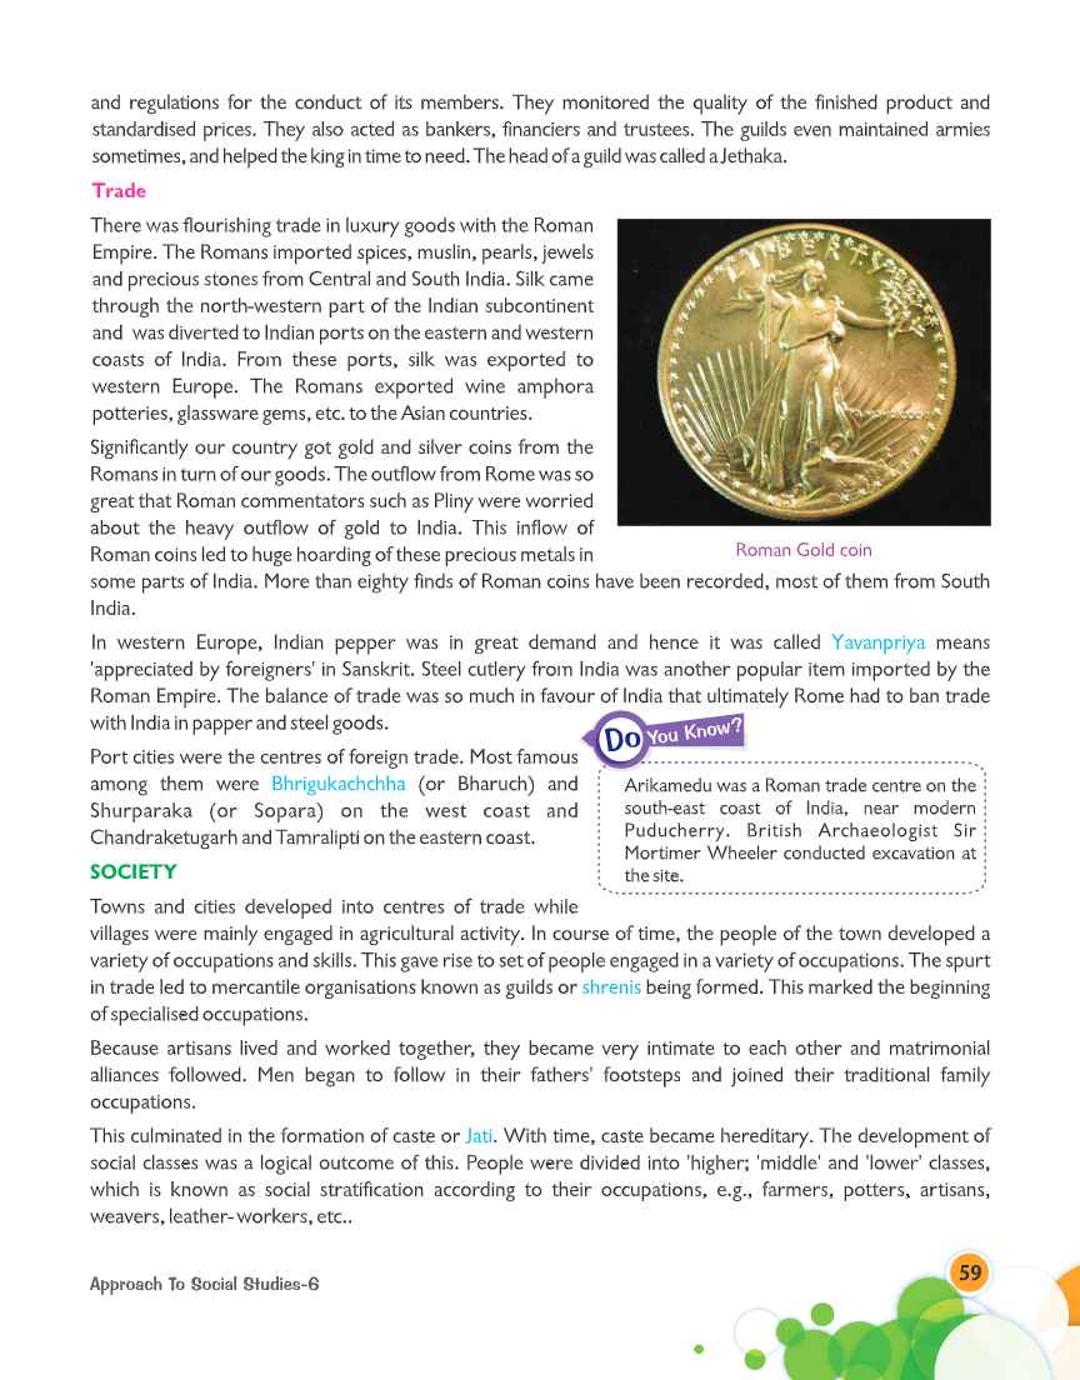 and regulations for the conduct of its members. They monitored the quality of the finished product and
standardised prices. They also acted as bankers, financiers and trustees. The guilds even maintained armies
sometimes, and helped the king in time to need. The head of a guild was called a Jethaka.
Trade
There was flourishing trade in luxury goods with the Roman
Empire. The Romans imported spices, muslin, pearls, jewels
and precious stones from Central and South India. Silk came
through the north-western part of the Indian subcontinent
and was diverted to Indian ports on the eastern and western
coasts of India. From these ports, silk was exported to
western Europe. The Romans exported wine amphora
potteries, glassware gems, etc. to the Asian countries.
LIBERTY
Roman Gold coin
Significantly our country got gold and silver coins from the
Romans in turn of our goods. The outflow from Rome was so
great that Roman commentators such as Pliny were worried
about the heavy outflow of gold to India. This inflow of
Roman coins led to huge hoarding of these precious metals in
some parts of India. More than eighty finds of Roman coins have been recorded, most of them from South
India.
In western Europe, Indian pepper was in great demand and hence it was called Yavanpriya means
'appreciated by foreigners' in Sanskrit. Steel cutlery from India was another popular item imported by the
Roman Empire. The balance of trade was so much in favour of India that ultimately Rome had to ban trade
with India in papper and steel goods.
Port cities were the centres of foreign trade. Most famous
among them were Bhrigukachchha (or Bharuch) and
Shurparaka (or Sopara) on the west coast and
Chandraketugarh and Tamralipti on the eastern coast.
Do You Know?
Arikamedu was a Roman trade centre on the
south-east coast of India, near modern
Puducherry. British Archaeologist Sir
Mortimer Wheeler conducted excavation at
the site.
SOCIETY
Towns and cities developed into centres of trade while
villages were mainly engaged in agricultural activity. In course of time, the people of the town developed a
variety of occupations and skills. This gave rise to set of people engaged in a variety of occupations. The spurt
in trade led to mercantile organisations known as guilds or shrenis being formed. This marked the beginning
of specialised occupations.
Because artisans lived and worked together, they became very intimate to each other and matrimonial
alliances followed. Men began to follow in their fathers' footsteps and joined their traditional family
occupations.
This culminated in the formation of caste or Jati. With time, caste became hereditary. The development of
social classes was a logical outcome of this. People were divided into 'higher; 'middle' and 'lower' classes,
which is known as social stratification according to their occupations, e.g., farmers, potters, artisans,
weavers, leather-workers, etc..
Approach To Social Studies-6
59